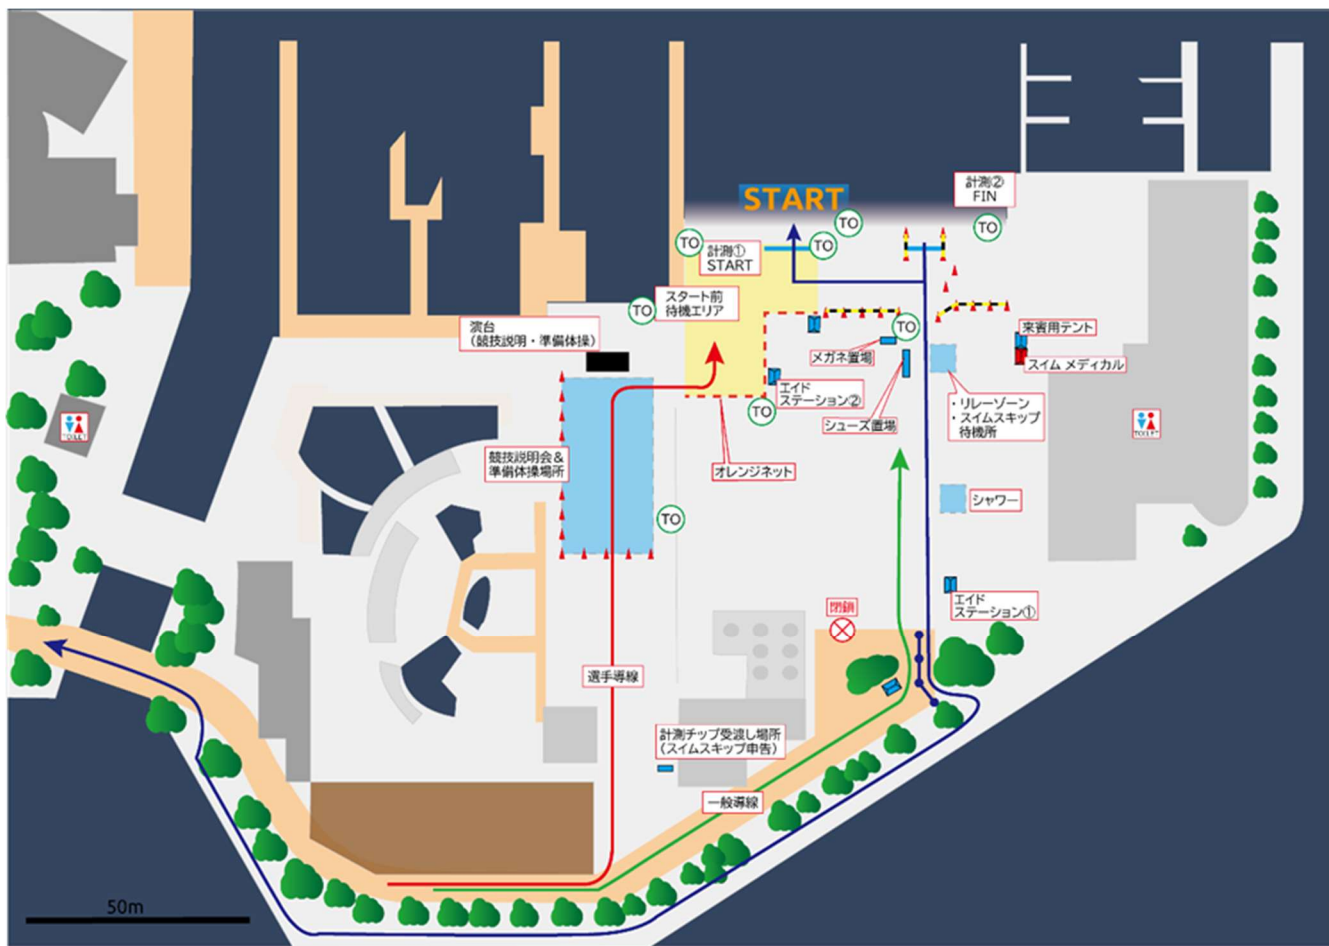 START
計測②
FIN
TO
TO
TO
TO
計測①
START
TO
スタート前
待機エリア
TO
演台
(競技説明・準備体操)
来賓用テント
メガネ置場
スイム メディカル
エイド
ステーション②
・リレーゾーン
・スイムスキップ
待機所
TO
シューズ置場
TOILET
TOILET
競技説明会&
準備体操場所
オレンジネット
シャワー
TO
エイド
ステーション①
閉鎖
選手導線
計測チップ受渡し場所
(スイムスキップ申告)
一般導線
50m